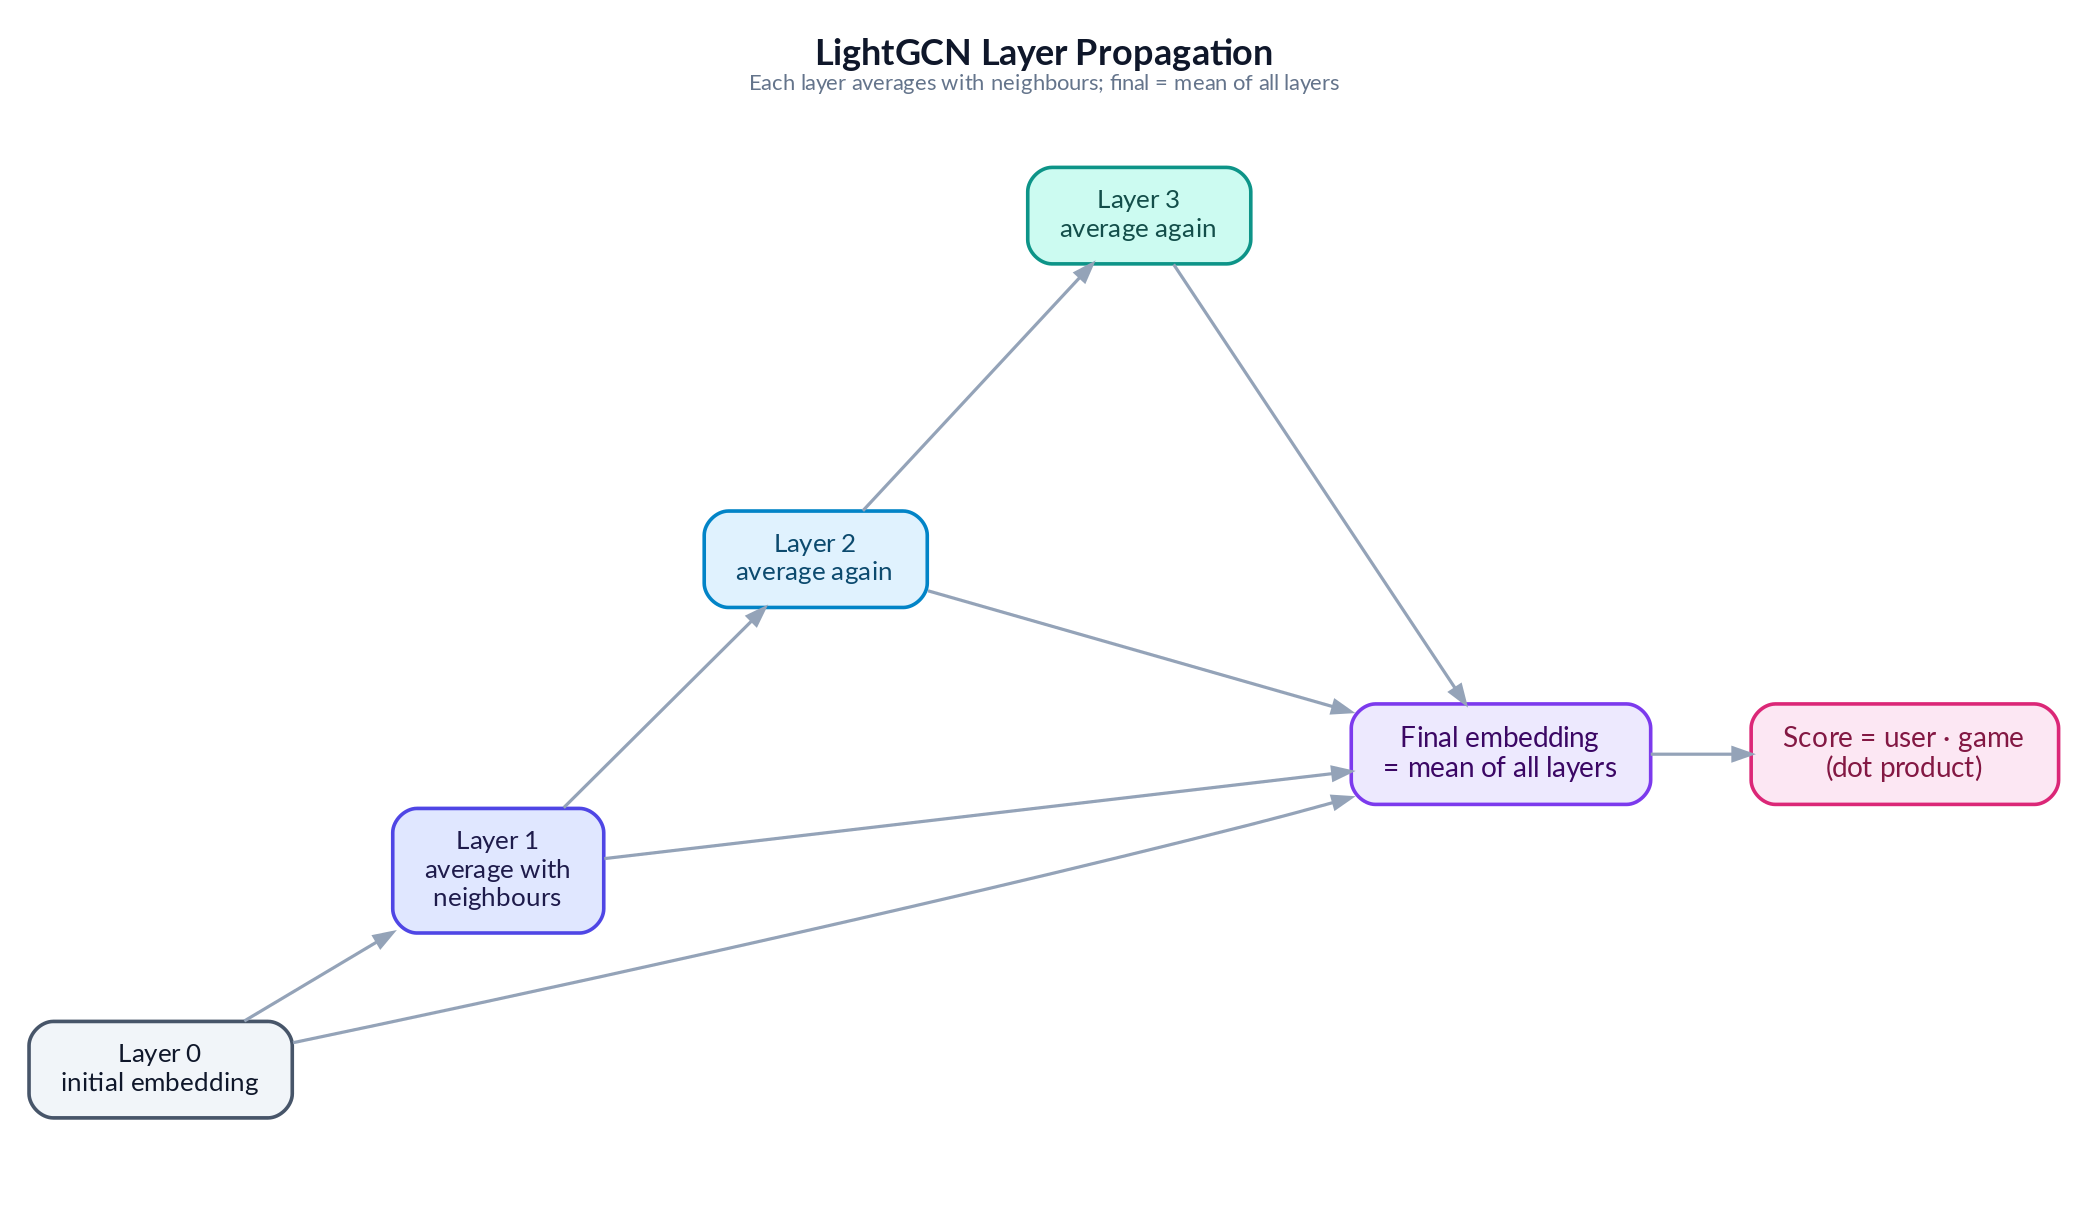 LightGCN Layer Propagation
Each layer averages with neighbours; final = mean of all layers
Layer 3
average again
Layer 2
average again
Final embedding
= mean of all layers
Score = user · game
(dot product)
Layer 1
average with
neighbours
Layer 0
initial embedding